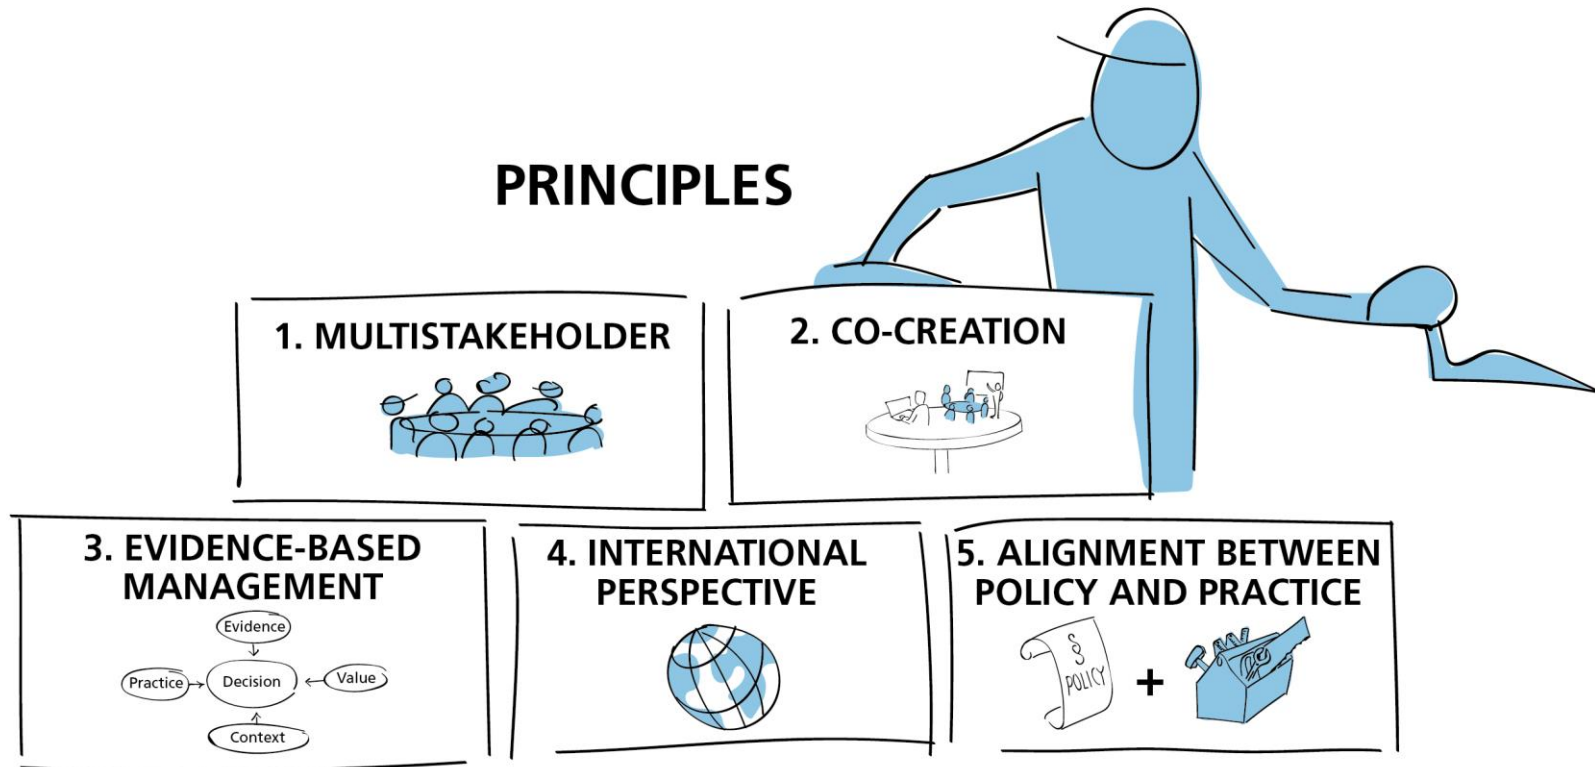 PRINCIPLES
1. MULTISTAKEHOLDER
2. CO-CREATION
3. EVIDENCE-BASED
MANAGEMENT
Evidence
Practice
Decision
Value
Context
4. INTERNATIONAL
PERSPECTIVE
5. ALIGNMENT BETWEEN
POLICY AND PRACTICE
§
POLICY
+